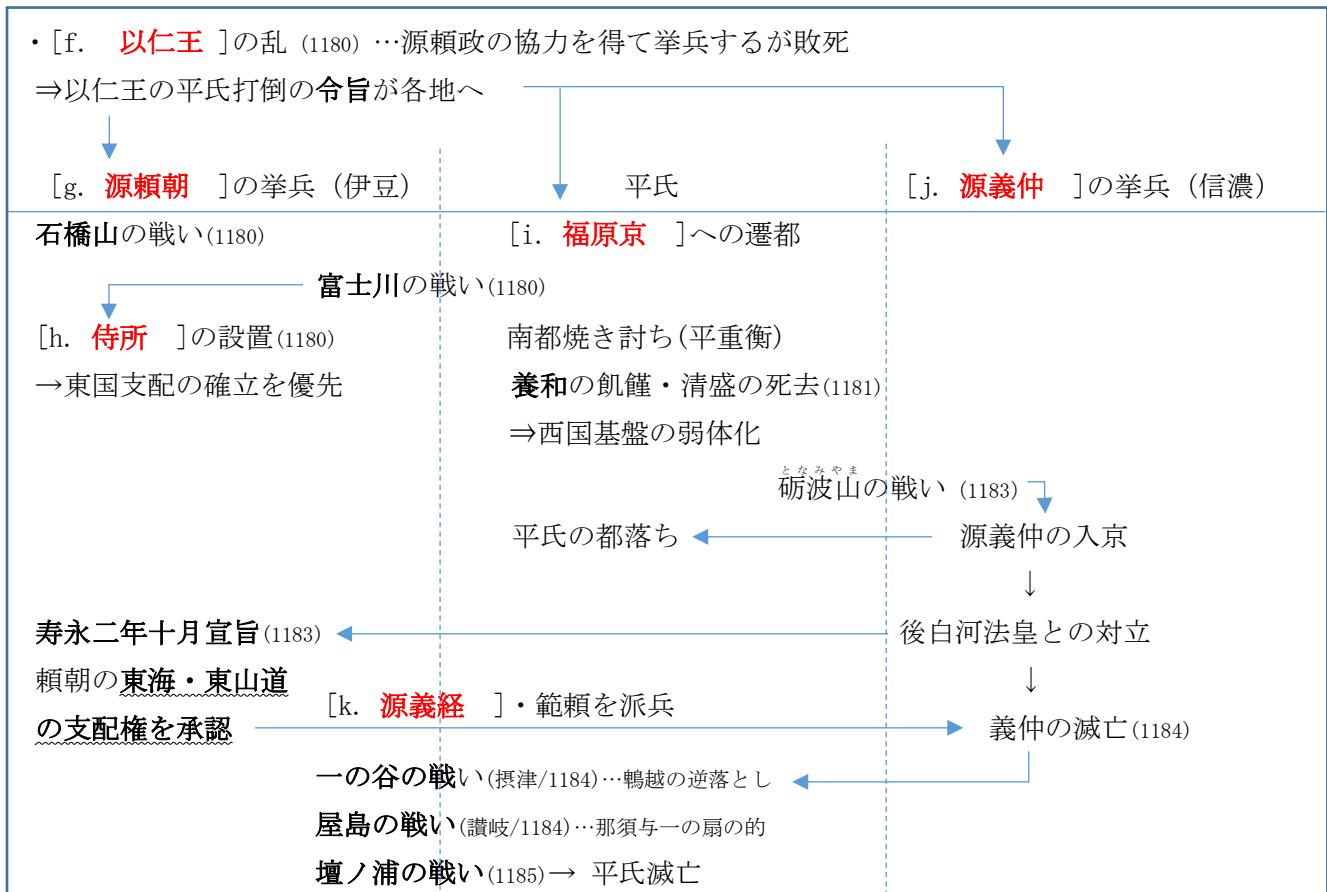 ・[f. 以仁王 ]の乱 (1180) …源頼政の協力を得て挙兵するが敗死
⇒以仁王の平氏打倒の令旨が各地へ
[g. 源頼朝 ]の挙兵（伊豆） 平氏 [j. 源義仲 ]の挙兵（信濃）
石橋山の戦い(1180) [i. 福原京 ]への遷都
富士川の戦い(1180)
[h. 侍所 ]の設置(1180) 南都焼き討ち(平重衡)
→東国支配の確立を優先 養和の飢饉・清盛の死去(1181)
⇒西国基盤の弱体化
となみやま
砺波山の戦い (1183)
平氏の都落ち 源義仲の入京
↓
寿永二年十月宣旨(1183) 後白河法皇との対立
頼朝の東海・東山道 ↓
[k. 源義経 ]・範頼を派兵
の支配権を承認 義仲の滅亡(1184)
一の谷の戦い(摂津/1184)…鵯越の逆落とし
屋島の戦い(讃岐/1184)…那須与一の扇の的
壇ノ浦の戦い(1185)→ 平氏滅亡